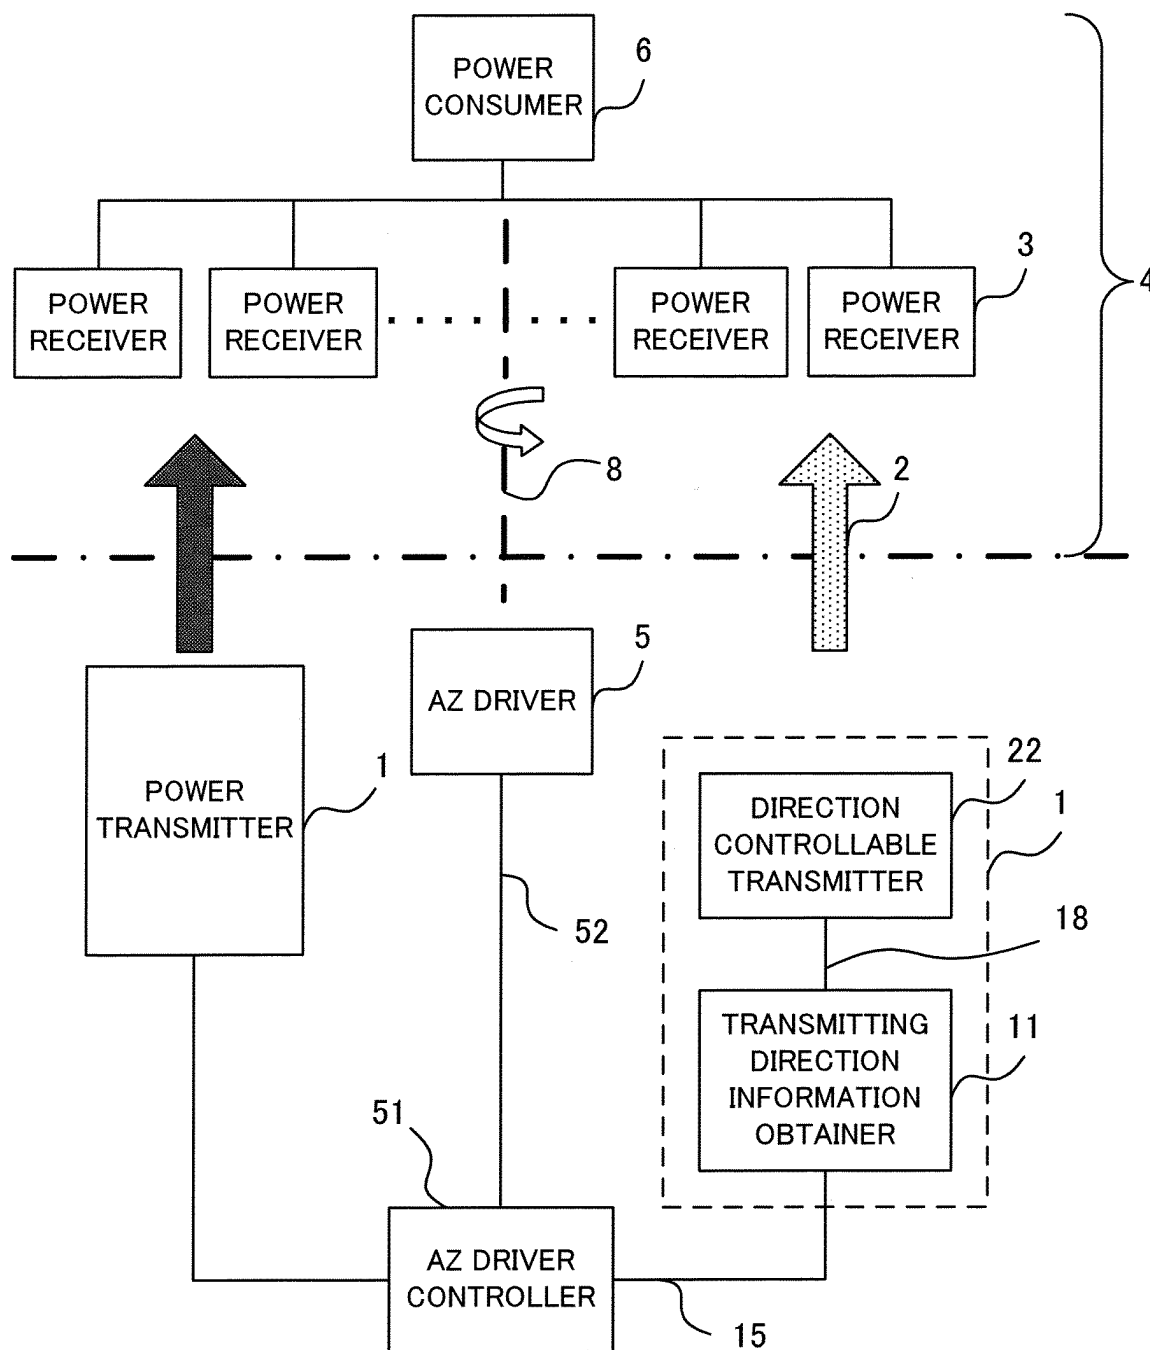 POWER
CONSUMER
6
4
POWER
RECEIVER
POWER
RECEIVER
POWER
RECEIVER
POWER
RECEIVER
3
8
2
AZ DRIVER
5
POWER
TRANSMITTER
1
DIRECTION
CONTROLLABLE
TRANSMITTER
22
1
52
18
TRANSMITTING
DIRECTION
INFORMATION
OBTAINER
11
51
AZ DRIVER
CONTROLLER
15